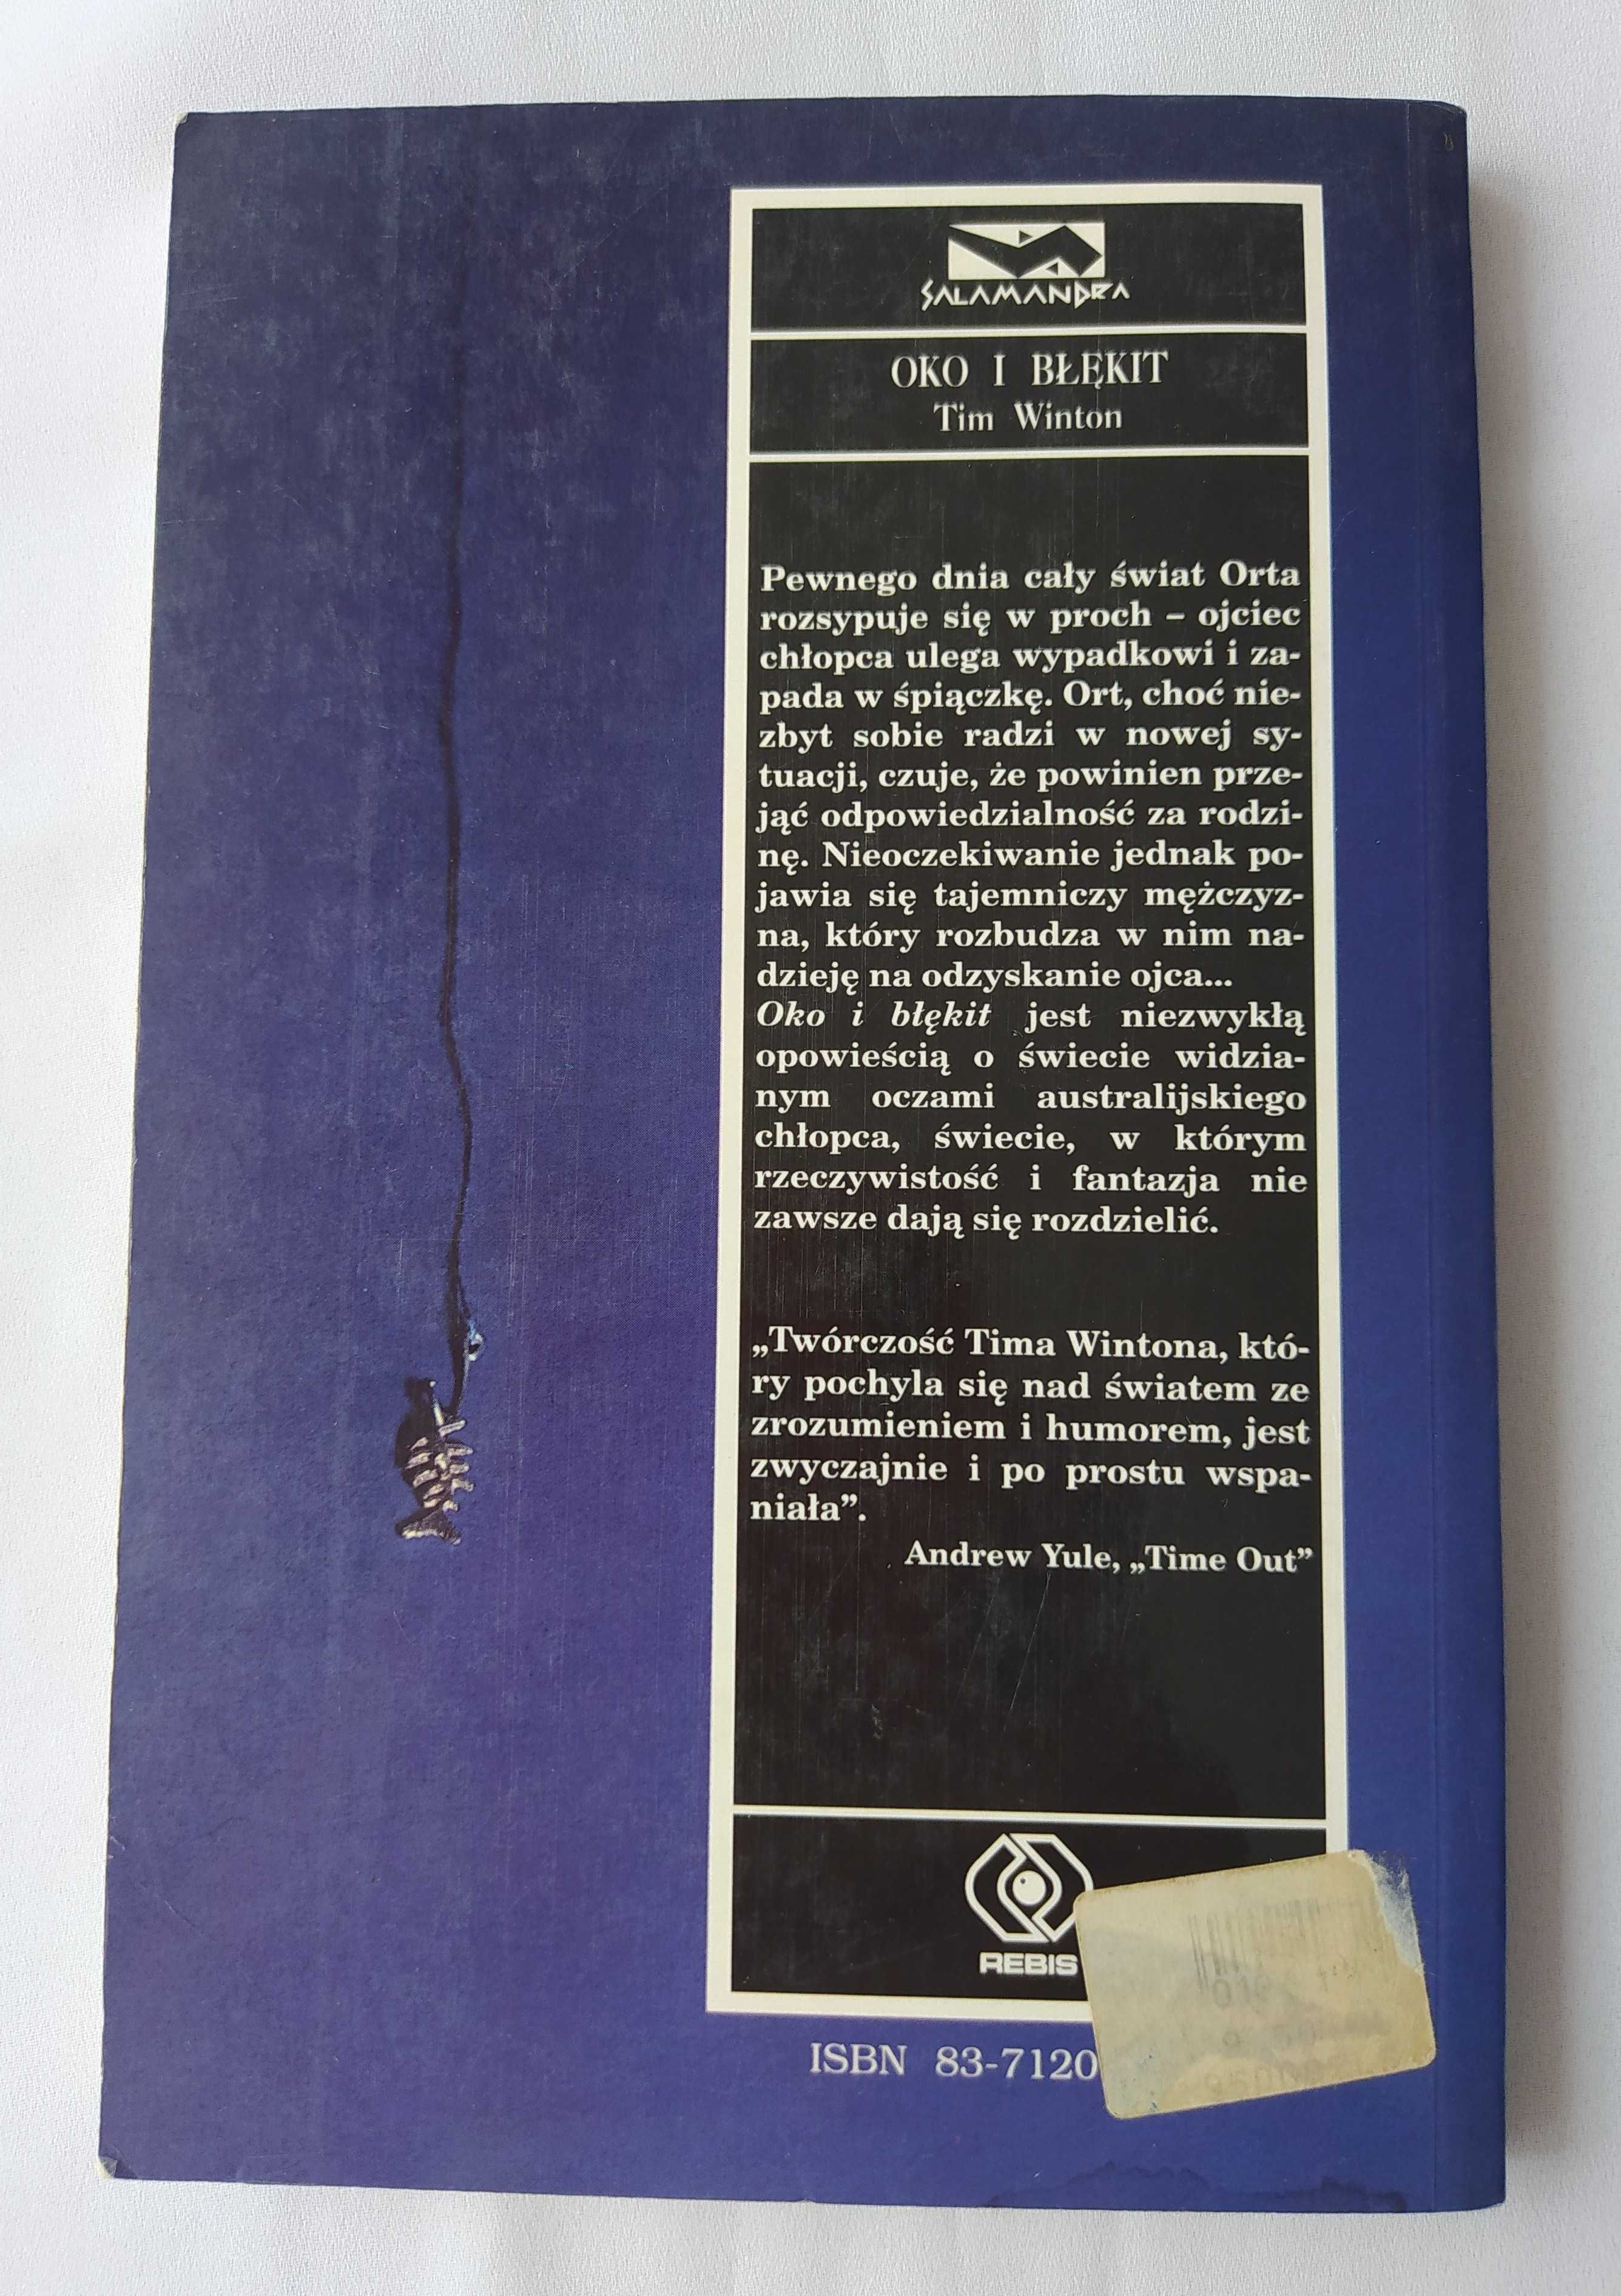 SALAMANDRA
OKO I BŁĘKIT
Tim Winton
Pewnego dnia cały świat Orta
rozsypuje się w proch – ojciec
chłopca ulega wypadkowi i za-
pada w śpiączkę. Ort, choć nie-
zbyt sobie radzi w nowej sy-
tuacji, czuje, że powinien prze-
jąć odpowiedzialność za rodzi-
nę. Nieoczekiwanie jednak po-
jawia się tajemniczy mężczyz-
na, który rozbudza w nim na-
dzieję na odzyskanie ojca...
Oko i błękit jest niezwykłą
opowieścią o świecie widzia-
nym oczami australijskiego
chłopca, świecie, w którym
rzeczywistość i fantazja nie
zawsze dają się rozdzielić.
„Twórczość Tima Wintona, któ-
ry pochyla się nad światem ze
zrozumieniem i humorem, jest
zwyczajnie i po prostu wspa-
niała”.
Andrew Yule, „Time Out”
REBIS
ISBN 83-7120